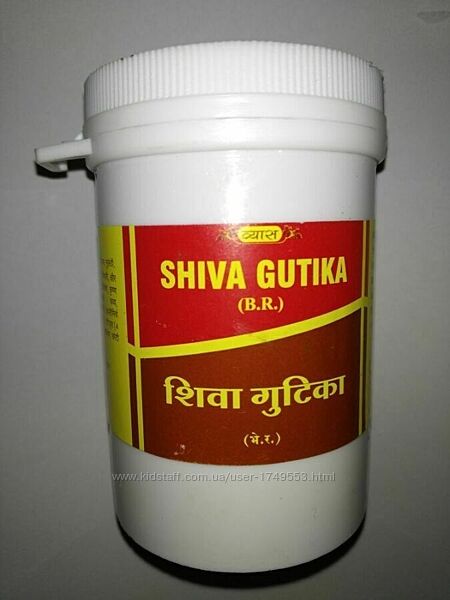 व्यास
SHIVA GUTIKA
(B.R.)
शिवा गुटिका
(भै.र.)
www.kidstaff.com.ua/user-1749553.html